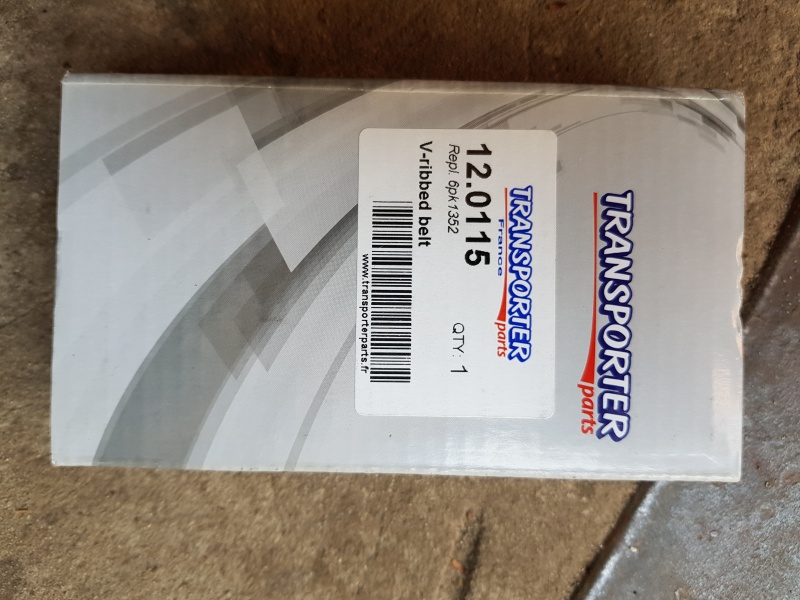 TRANSPORTER
parts
TRANSPORTER
France parts
12.0115
Repl. 6pk1352 QTY: 1
V-ribbed belt
www.transporterparts.fr